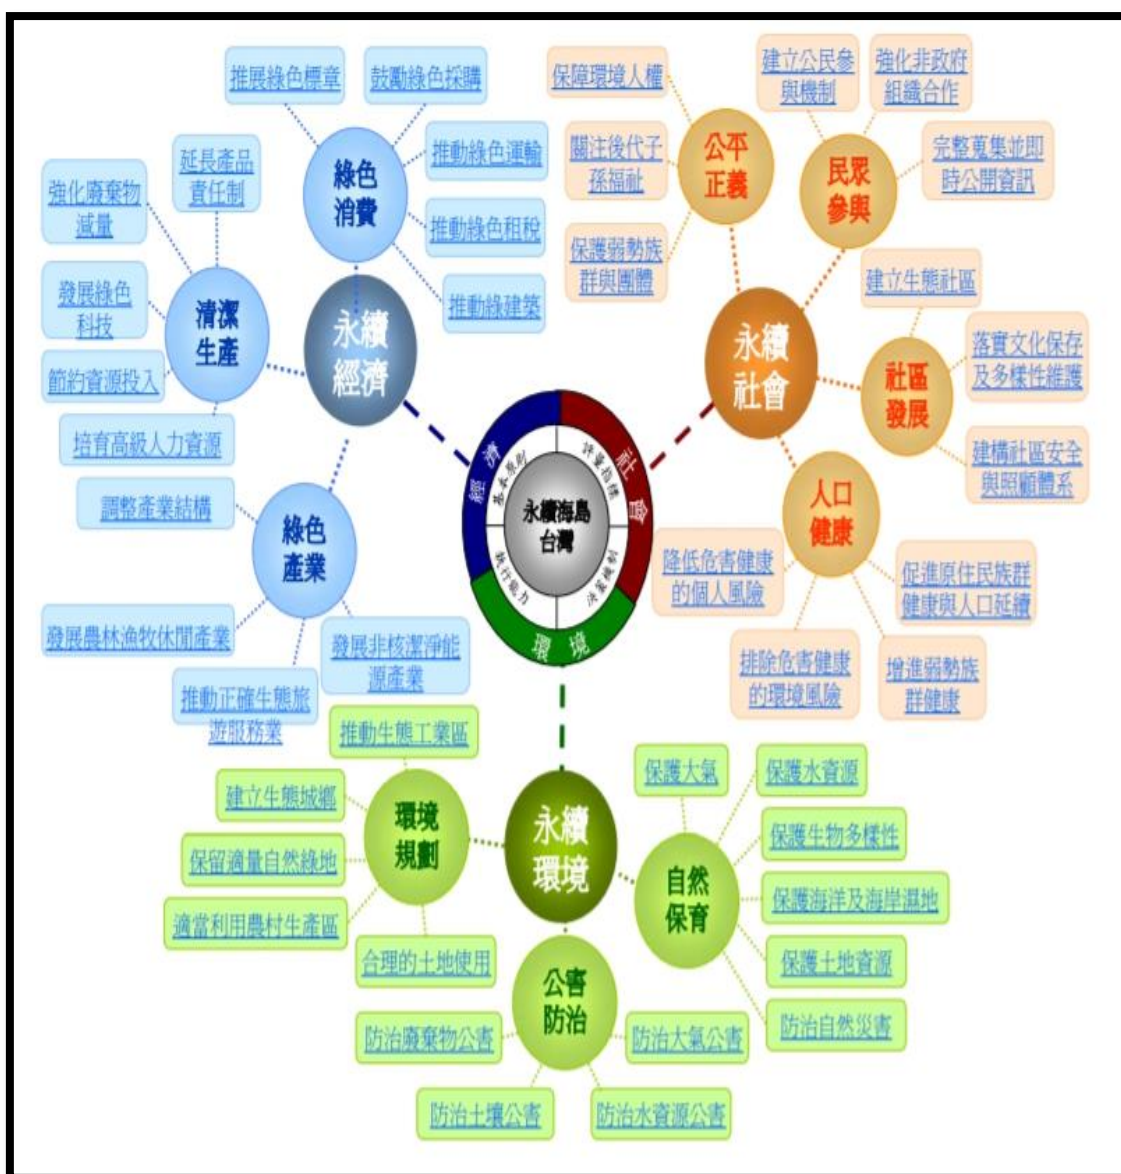 推展綠色標章
鼓勵綠色採購
推動綠色運輸
推動綠色租稅
推動綠建築
綠色
消費
延長產品
責任制
強化廢棄物
減量
發展綠色
科技
節約資源投入
培育高級人力資源
清潔
生產
永續
經濟
調整產業結構
綠色
產業
發展農林漁牧休閒產業
推動正確生態旅
遊服務業
發展非核潔淨能
源產業
保障環境人權
關注後代子
孫福祉
保護弱勢族
群與團體
公平
正義
建立公民參
與機制
強化非政府
組織合作
完整蒐集並即
時公開資訊
民眾
參與
永續
社會
建立生態社區
落實文化保存
及多樣性維護
建構社區安全
與照顧體系
社區
發展
人口
健康
降低危害健康
的個人風險
促進原住民族群
健康與人口延續
排除危害健康
的環境風險
增進弱勢族
群健康
經濟
社會
環境
基本原則
評量指標
執行能力
決策機制
永續海島
台灣
推動生態工業區
建立生態城鄉
保留適量自然綠地
適當利用農村生產區
合理的土地使用
環境
規劃
永續
環境
保護大氣
保護水資源
保護生物多樣性
保護海洋及海岸濕地
保護土地資源
防治自然災害
自然
保育
公害
防治
防治廢棄物公害
防治大氣公害
防治土壤公害
防治水資源公害